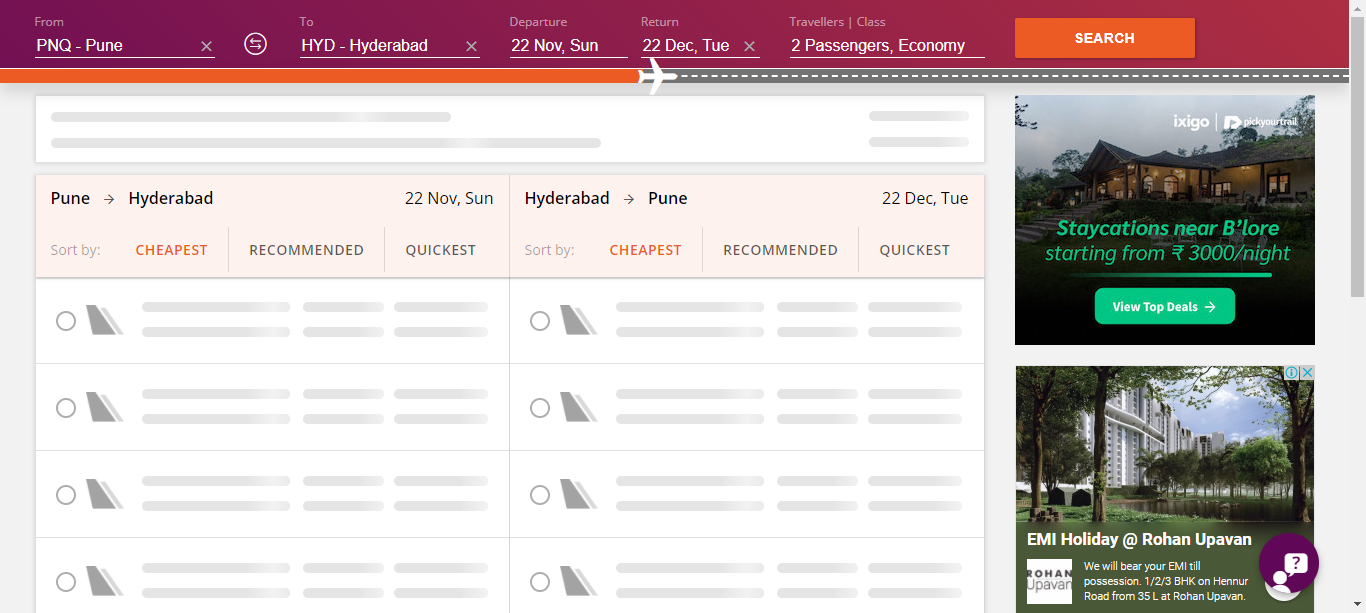 From
To
Departure
Return
Travellers | Class
PNQ - Pune
HYD - Hyderabad
22 Nov, Sun
22 Dec, Tue
2 Passengers, Economy
SEARCH
Pune → Hyderabad
22 Nov, Sun
Sort by:
CHEAPEST
RECOMMENDED
QUICKEST
Hyderabad → Pune
22 Dec, Tue
Sort by:
CHEAPEST
RECOMMENDED
QUICKEST
ixigo | pickyourtrail
Staycations near B'lore
starting from ₹ 3000/night
View Top Deals →
EMI Holiday @ Rohan Upavan
ROHAN
Upavan
We will bear your EMI till
possession. 1/2/3 BHK on Hennur
Road from 35 L at Rohan Upavan.
?